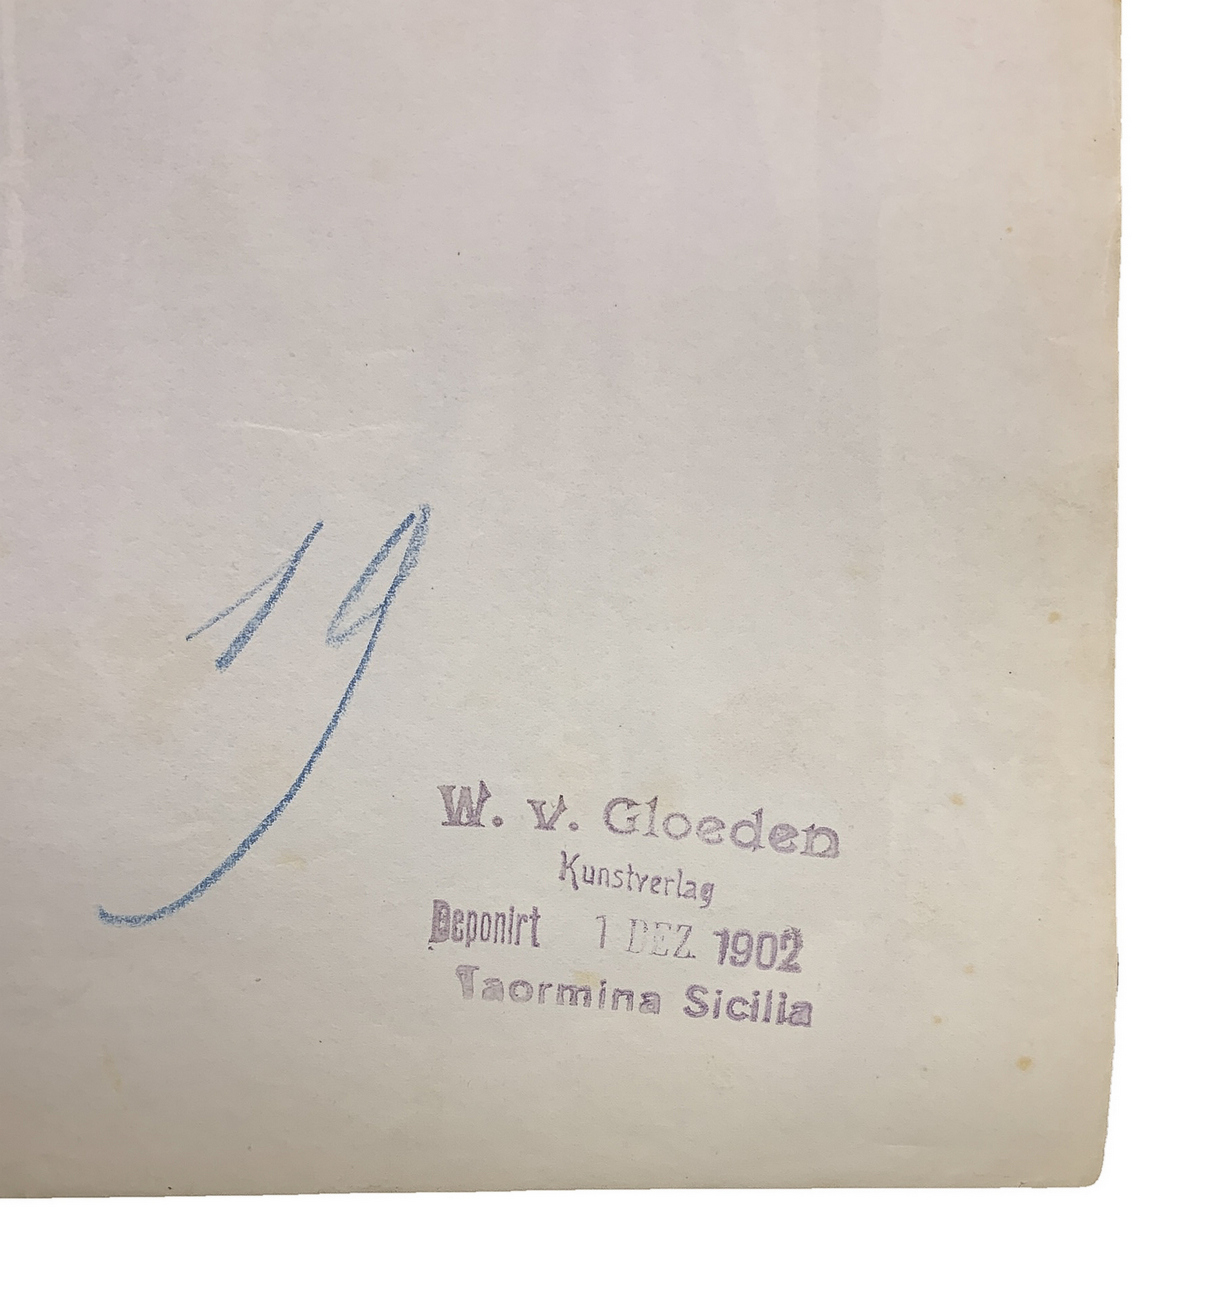 19
W. v. Gloeden
Kunstverlag
Deponirt 1 DEZ. 1902
Taormina Sicilia